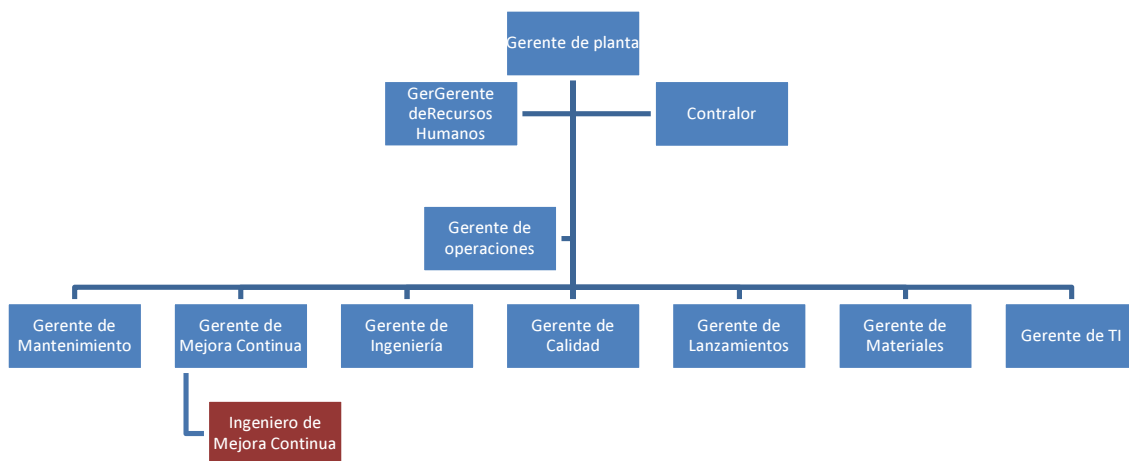 Gerente de planta
GerGerente
deRecursos
Humanos
Contralor
Gerente de
operaciones
Gerente de
Mantenimiento
Gerente de
Mejora Continua
Gerente de
Ingeniería
Gerente de
Calidad
Gerente de
Lanzamientos
Gerente de
Materiales
Gerente de TI
Ingeniero de
Mejora Continua